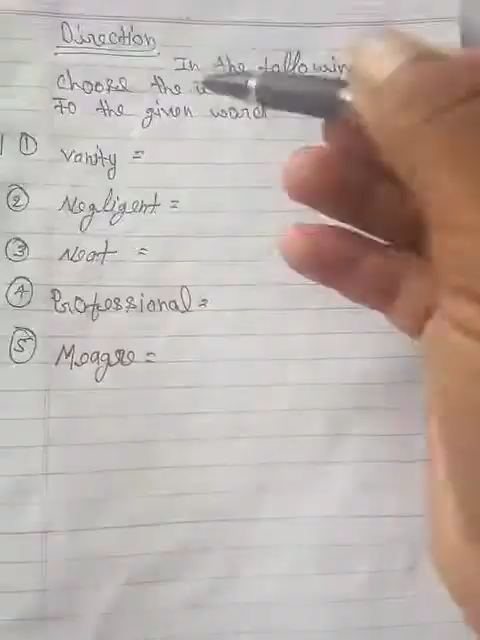 Direction
In the
Choose the
To the given word
① Vanity =
② Negligent =
③ Neat =
④ Professional =
⑤ Meagre =